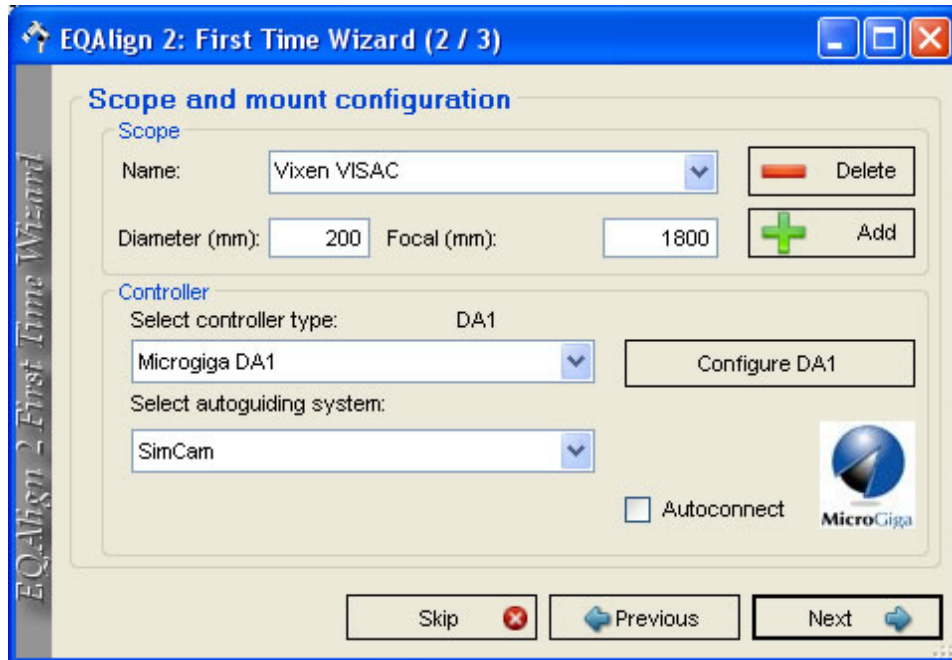 EQAlign 2: First Time Wizard (2 / 3)
EQAlign 2 First Time Wizard
Scope and mount configuration
Scope
Name: Vixen VISAC Delete
Diameter (mm): 200 Focal (mm): 1800 Add
Controller
Select controller type: DA1
Microgiga DA1 Configure DA1
Select autoguiding system:
SimCam
Autoconnect
MicroGiga
Skip Previous Next